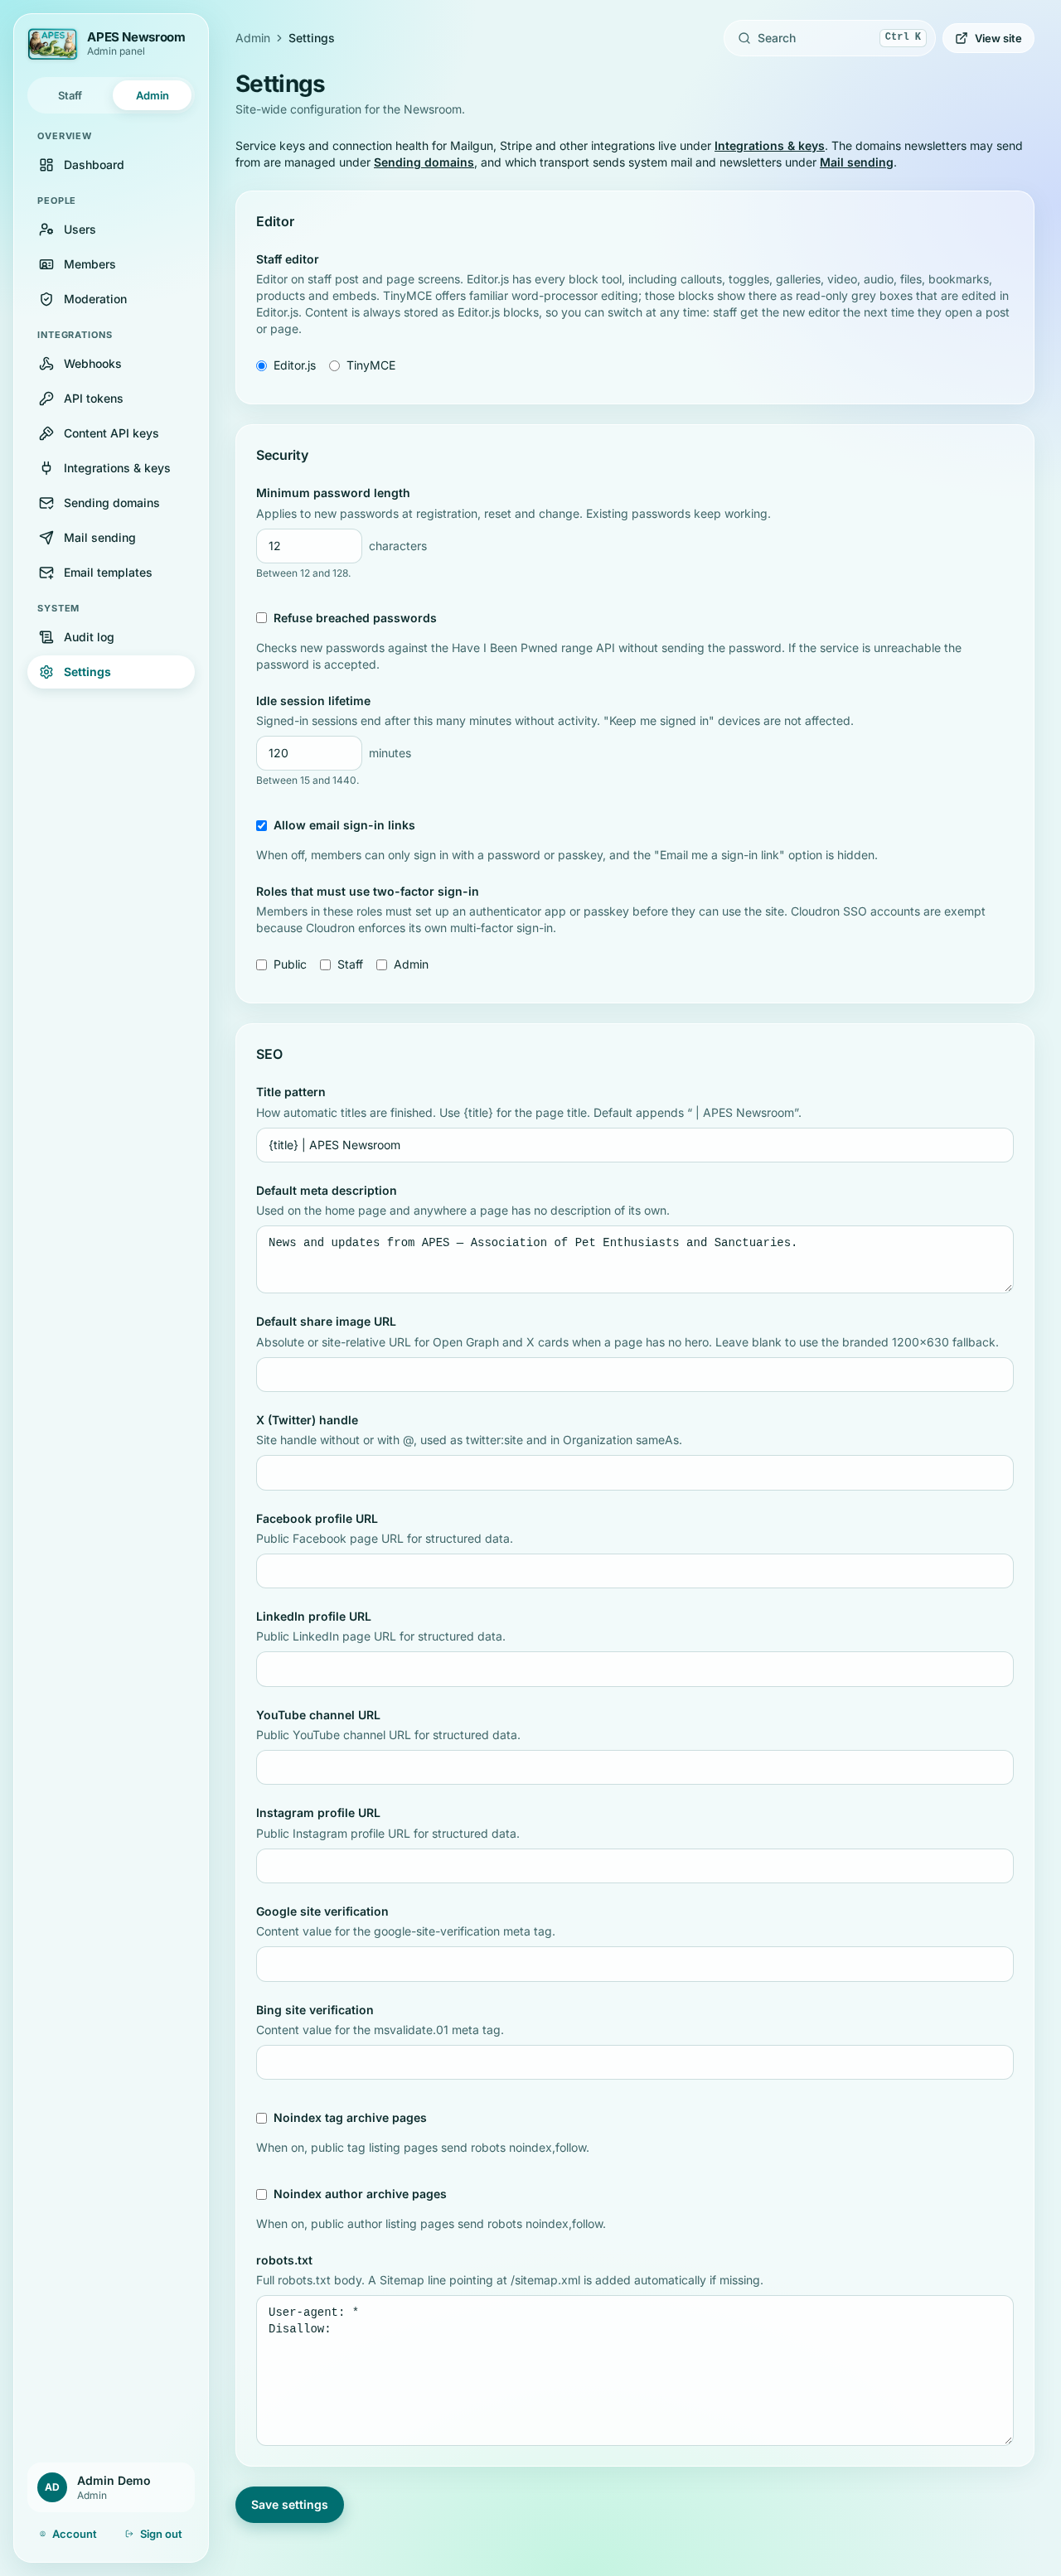 APES
APES Newsroom
Admin panel
Staff
Admin
OVERVIEW
Dashboard
PEOPLE
Users
Members
Moderation
INTEGRATIONS
Webhooks
API tokens
Content API keys
Integrations & keys
Sending domains
Mail sending
Email templates
SYSTEM
Audit log
Settings
AD
Admin Demo
Admin
Account
Sign out
Admin > Settings
Search
Ctrl K
View site
Settings
Site-wide configuration for the Newsroom.
Service keys and connection health for Mailgun, Stripe and other integrations live under Integrations & keys. The domains newsletters may send
from are managed under Sending domains, and which transport sends system mail and newsletters under Mail sending.
Editor
Staff editor
Editor on staff post and page screens. Editor.js has every block tool, including callouts, toggles, galleries, video, audio, files, bookmarks,
products and embeds. TinyMCE offers familiar word-processor editing; those blocks show there as read-only grey boxes that are edited in
Editor.js. Content is always stored as Editor.js blocks, so you can switch at any time: staff get the new editor the next time they open a post
or page.
Editor.js
TinyMCE
Security
Minimum password length
Applies to new passwords at registration, reset and change. Existing passwords keep working.
12
characters
Between 12 and 128.
Refuse breached passwords
Checks new passwords against the Have I Been Pwned range API without sending the password. If the service is unreachable the
password is accepted.
Idle session lifetime
Signed-in sessions end after this many minutes without activity. "Keep me signed in" devices are not affected.
120
minutes
Between 15 and 1440.
Allow email sign-in links
When off, members can only sign in with a password or passkey, and the "Email me a sign-in link" option is hidden.
Roles that must use two-factor sign-in
Members in these roles must set up an authenticator app or passkey before they can use the site. Cloudron SSO accounts are exempt
because Cloudron enforces its own multi-factor sign-in.
Public
Staff
Admin
SEO
Title pattern
How automatic titles are finished. Use {title} for the page title. Default appends “ | APES Newsroom”.
{title} | APES Newsroom
Default meta description
Used on the home page and anywhere a page has no description of its own.
News and updates from APES — Association of Pet Enthusiasts and Sanctuaries.
Default share image URL
Absolute or site-relative URL for Open Graph and X cards when a page has no hero. Leave blank to use the branded 1200×630 fallback.
X (Twitter) handle
Site handle without or with @, used as twitter:site and in Organization sameAs.
Facebook profile URL
Public Facebook page URL for structured data.
LinkedIn profile URL
Public LinkedIn page URL for structured data.
YouTube channel URL
Public YouTube channel URL for structured data.
Instagram profile URL
Public Instagram profile URL for structured data.
Google site verification
Content value for the google-site-verification meta tag.
Bing site verification
Content value for the msvalidate.01 meta tag.
Noindex tag archive pages
When on, public tag listing pages send robots noindex,follow.
Noindex author archive pages
When on, public author listing pages send robots noindex,follow.
robots.txt
Full robots.txt body. A Sitemap line pointing at /sitemap.xml is added automatically if missing.
User-agent: *
Disallow:
Save settings